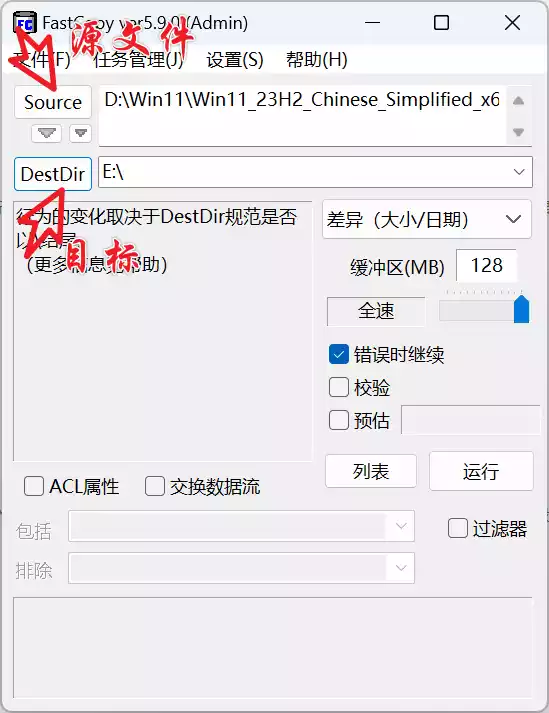 FastCopy ver5.9.0 (Admin)
源文件
文件(F) 任务管理(J) 设置(S) 帮助(H)
Source
D:\Win11\Win11_23H2_Chinese_Simplified_x6
DestDir
E:\
行为的变化取决于DestDir规范是否
以\结尾
(更多信息见帮助)
目标
差异（大小/日期）
缓冲区(MB) 128
全速
错误时继续
校验
预估
列表 运行
ACL属性 交换数据流
包括
过滤器
排除